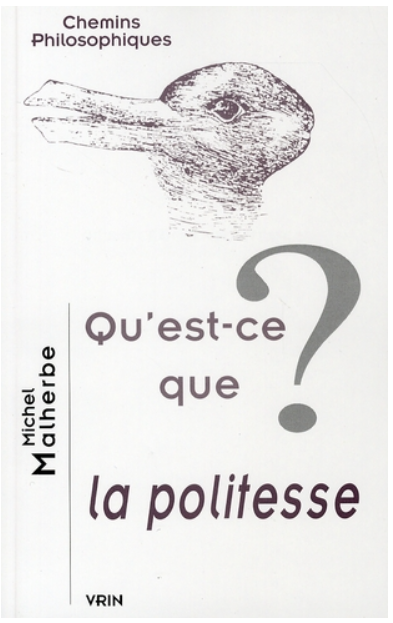 Chemins
Philosophiques
Qu'est-ce
que
?
la politesse
Michel
Malherbe
VRIN